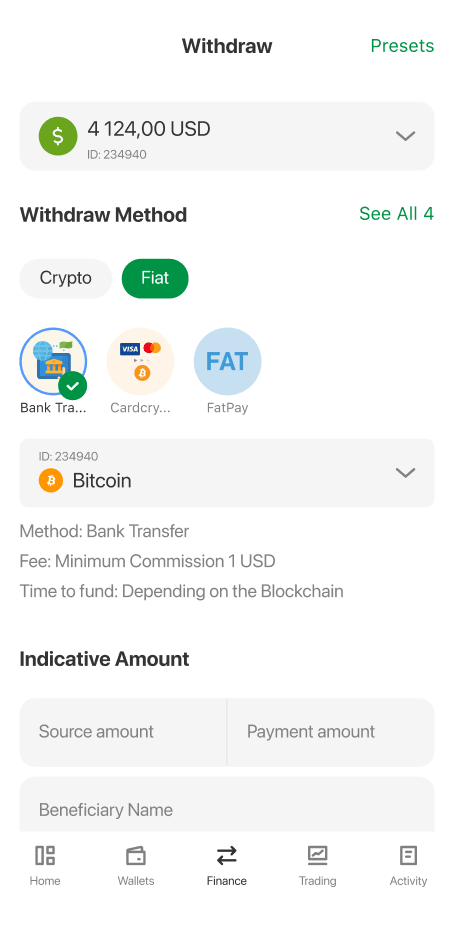 Withdraw
Presets
4 124,00 USD
ID: 234940
Withdraw Method
See All 4
Crypto
Fiat
VISA
FAT
Bank Tra...
Cardcry...
FatPay
ID: 234940
Bitcoin
Method: Bank Transfer
Fee: Minimum Commission 1 USD
Time to fund: Depending on the Blockchain
Indicative Amount
Source amount
Payment amount
Beneficiary Name
Home
Wallets
Finance
Trading
Activity